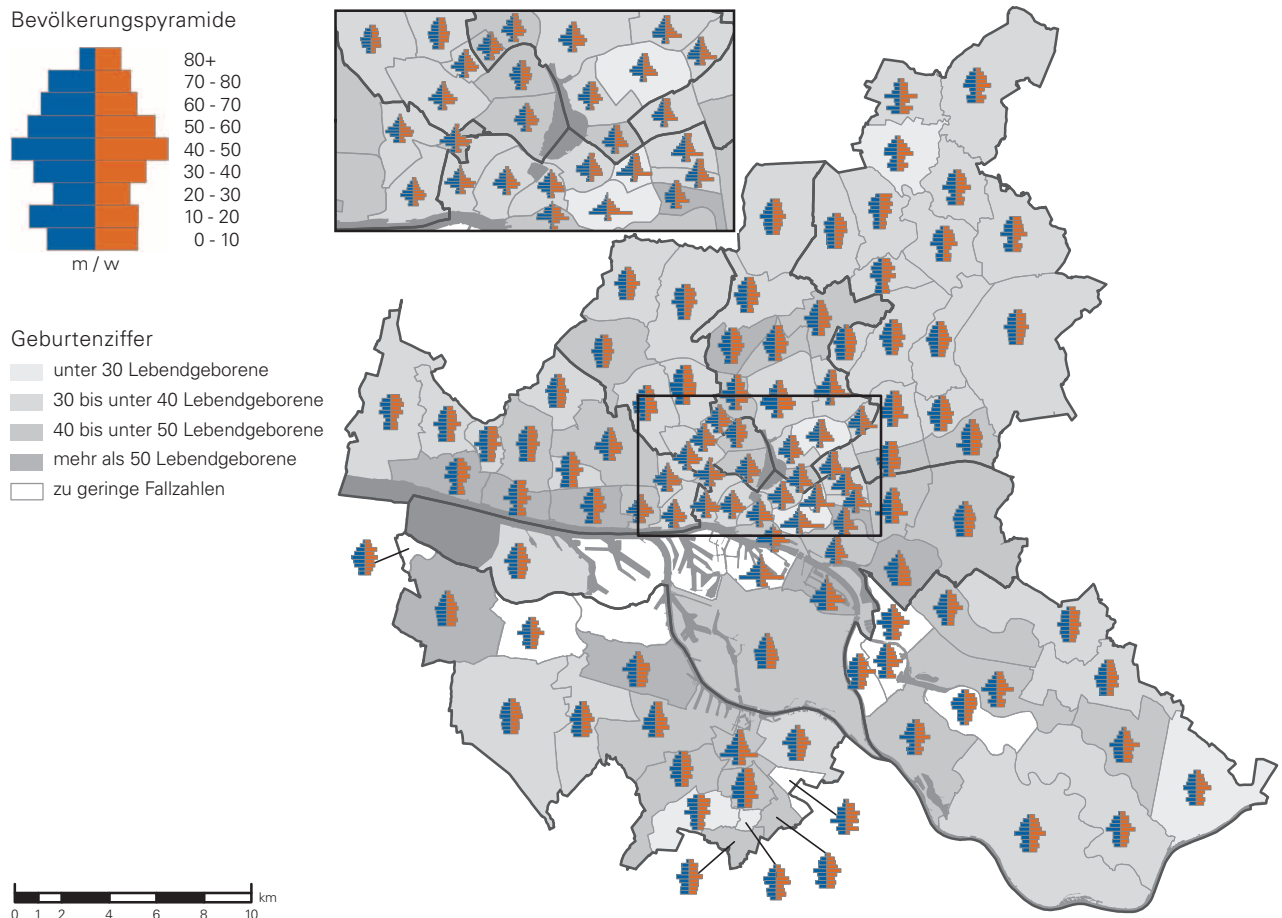 Bevölkerungspyramide
80+
70 - 80
60 - 70
50 - 60
40 - 50
30 - 40
20 - 30
10 - 20
0 - 10
m / w
Geburtenziffer
unter 30 Lebendgeborene
30 bis unter 40 Lebendgeborene
40 bis unter 50 Lebendgeborene
mehr als 50 Lebendgeborene
zu geringe Fallzahlen
km
0 1 2 4 6 8 10